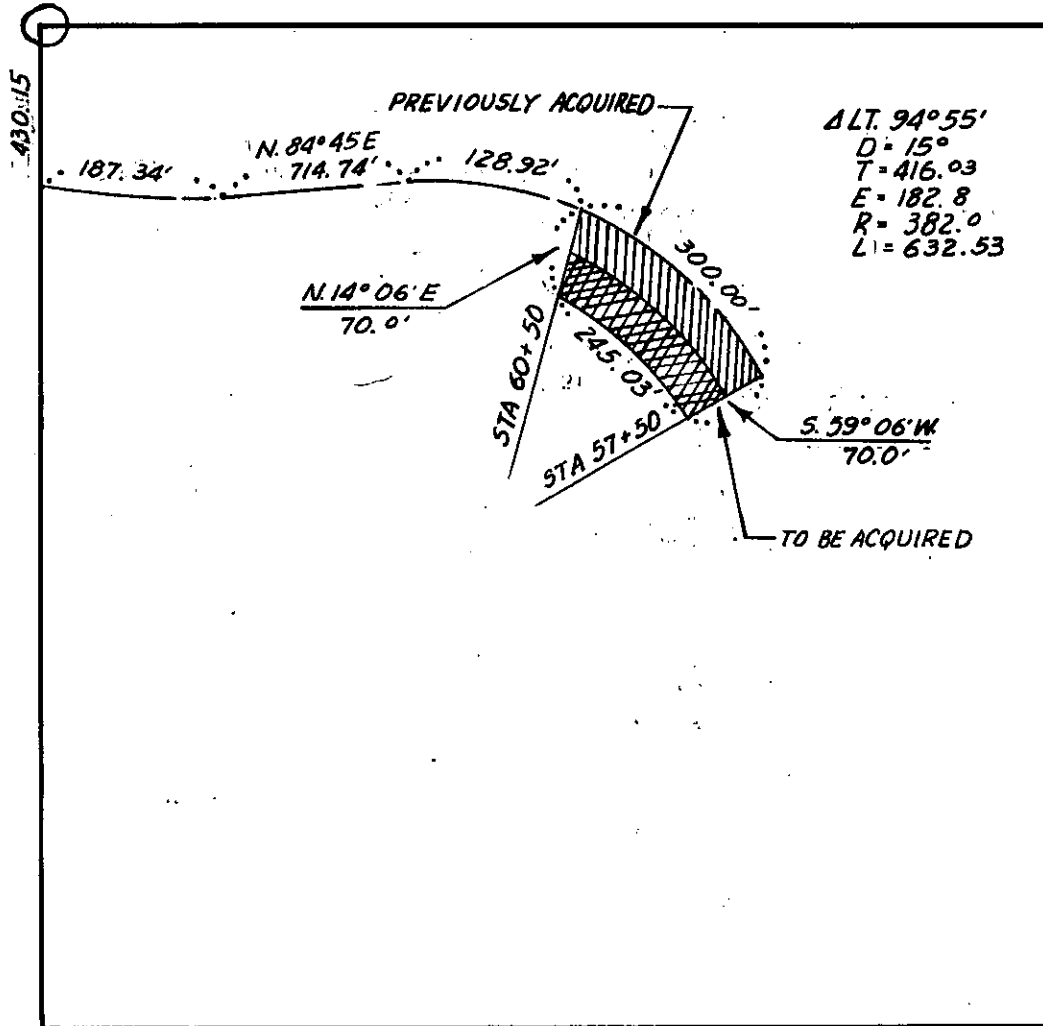 430.15
PREVIOUSLY ACQUIRED
Δ LT. 94°55'
D = 15°
T = 416.03
E = 182.8
R = 382.0
L = 632.53
187.34'
N. 84° 45 E
714.74'
128.92'
300.00'
N. 14° 06' E
70.0'
245.03'
STA 60+50
STA 57+50
S. 59° 06' W.
70.0'
TO BE ACQUIRED